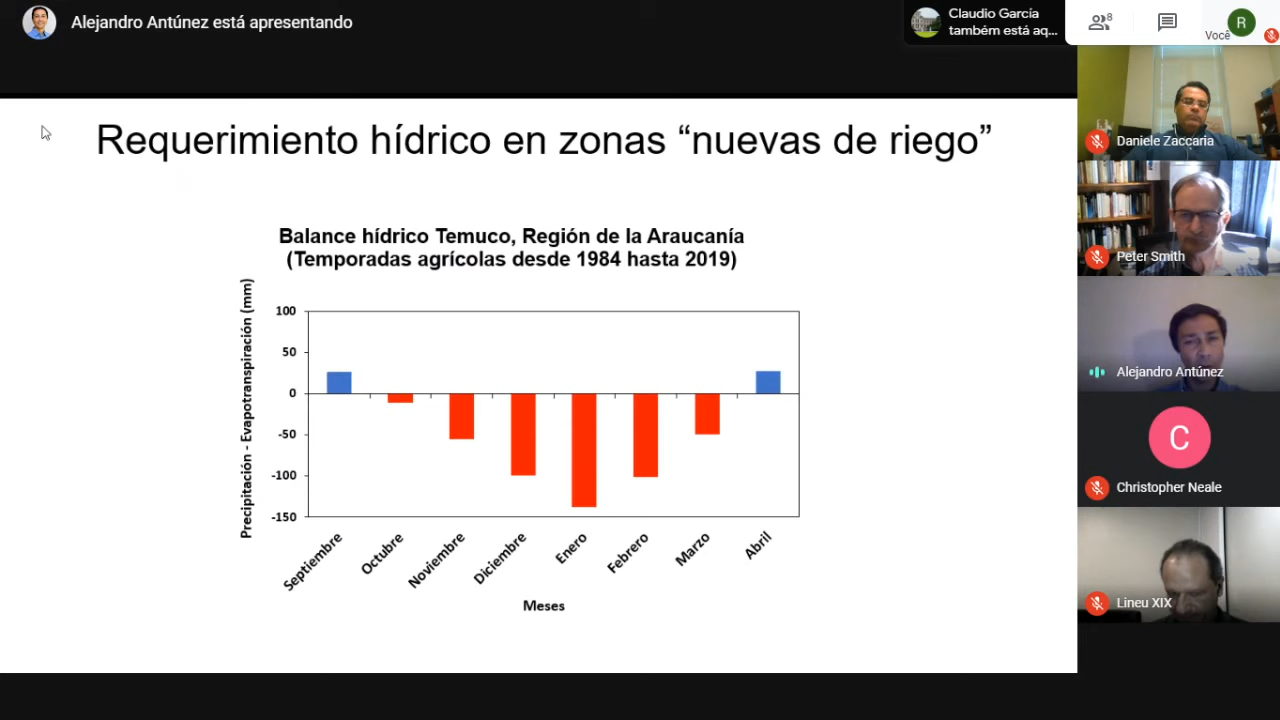 Alejandro Antúnez está apresentando
Claudio García
também está aq...
8
Você
R
Requerimiento hídrico en zonas “nuevas de riego”
Balance hídrico Temuco, Región de la Araucanía
(Temporadas agrícolas desde 1984 hasta 2019)
Precipitación - Evapotranspiración (mm)
100
50
0
-50
-100
-150
Septiembre
Octubre
Noviembre
Diciembre
Enero
Febrero
Marzo
Abril
Meses
Daniele Zaccaria
Peter Smith
Alejandro Antúnez
C
Christopher Neale
Lineu XIX